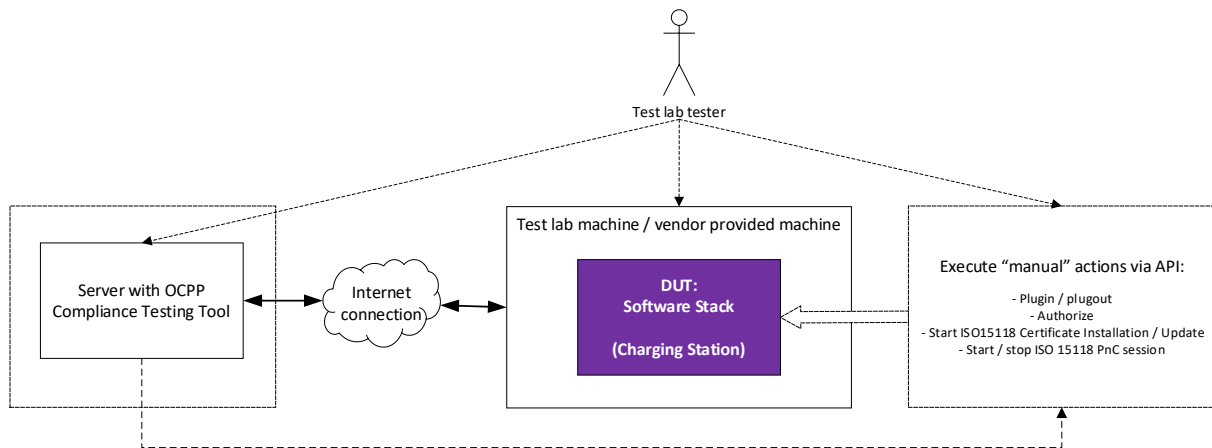 Test lab tester
Test lab machine / vendor provided machine
Server with OCPP
Compliance Testing Tool
Internet
connection
DUT:
Software Stack
(Charging Station)
Execute “manual” actions via API:
- Plugin / plugout
- Authorize
- Start ISO15118 Certificate Installation / Update
- Start / stop ISO 15118 PnC session